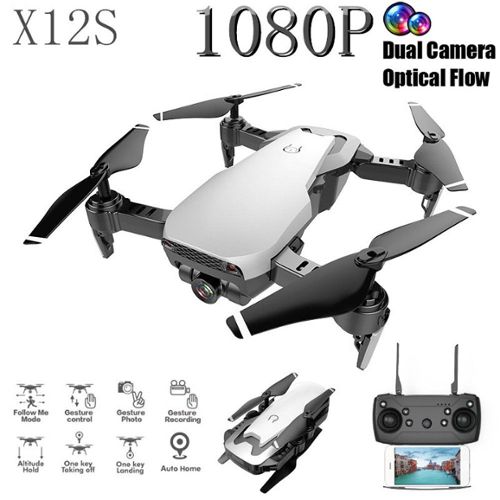 X12S
1080P
Dual Camera
Optical Flow
Follow Me
Mode
Gesture
control
Gesture
Photo
Gesture
Recording
Altitude
Hold
One key
Taking off
One key
Landing
Auto Home